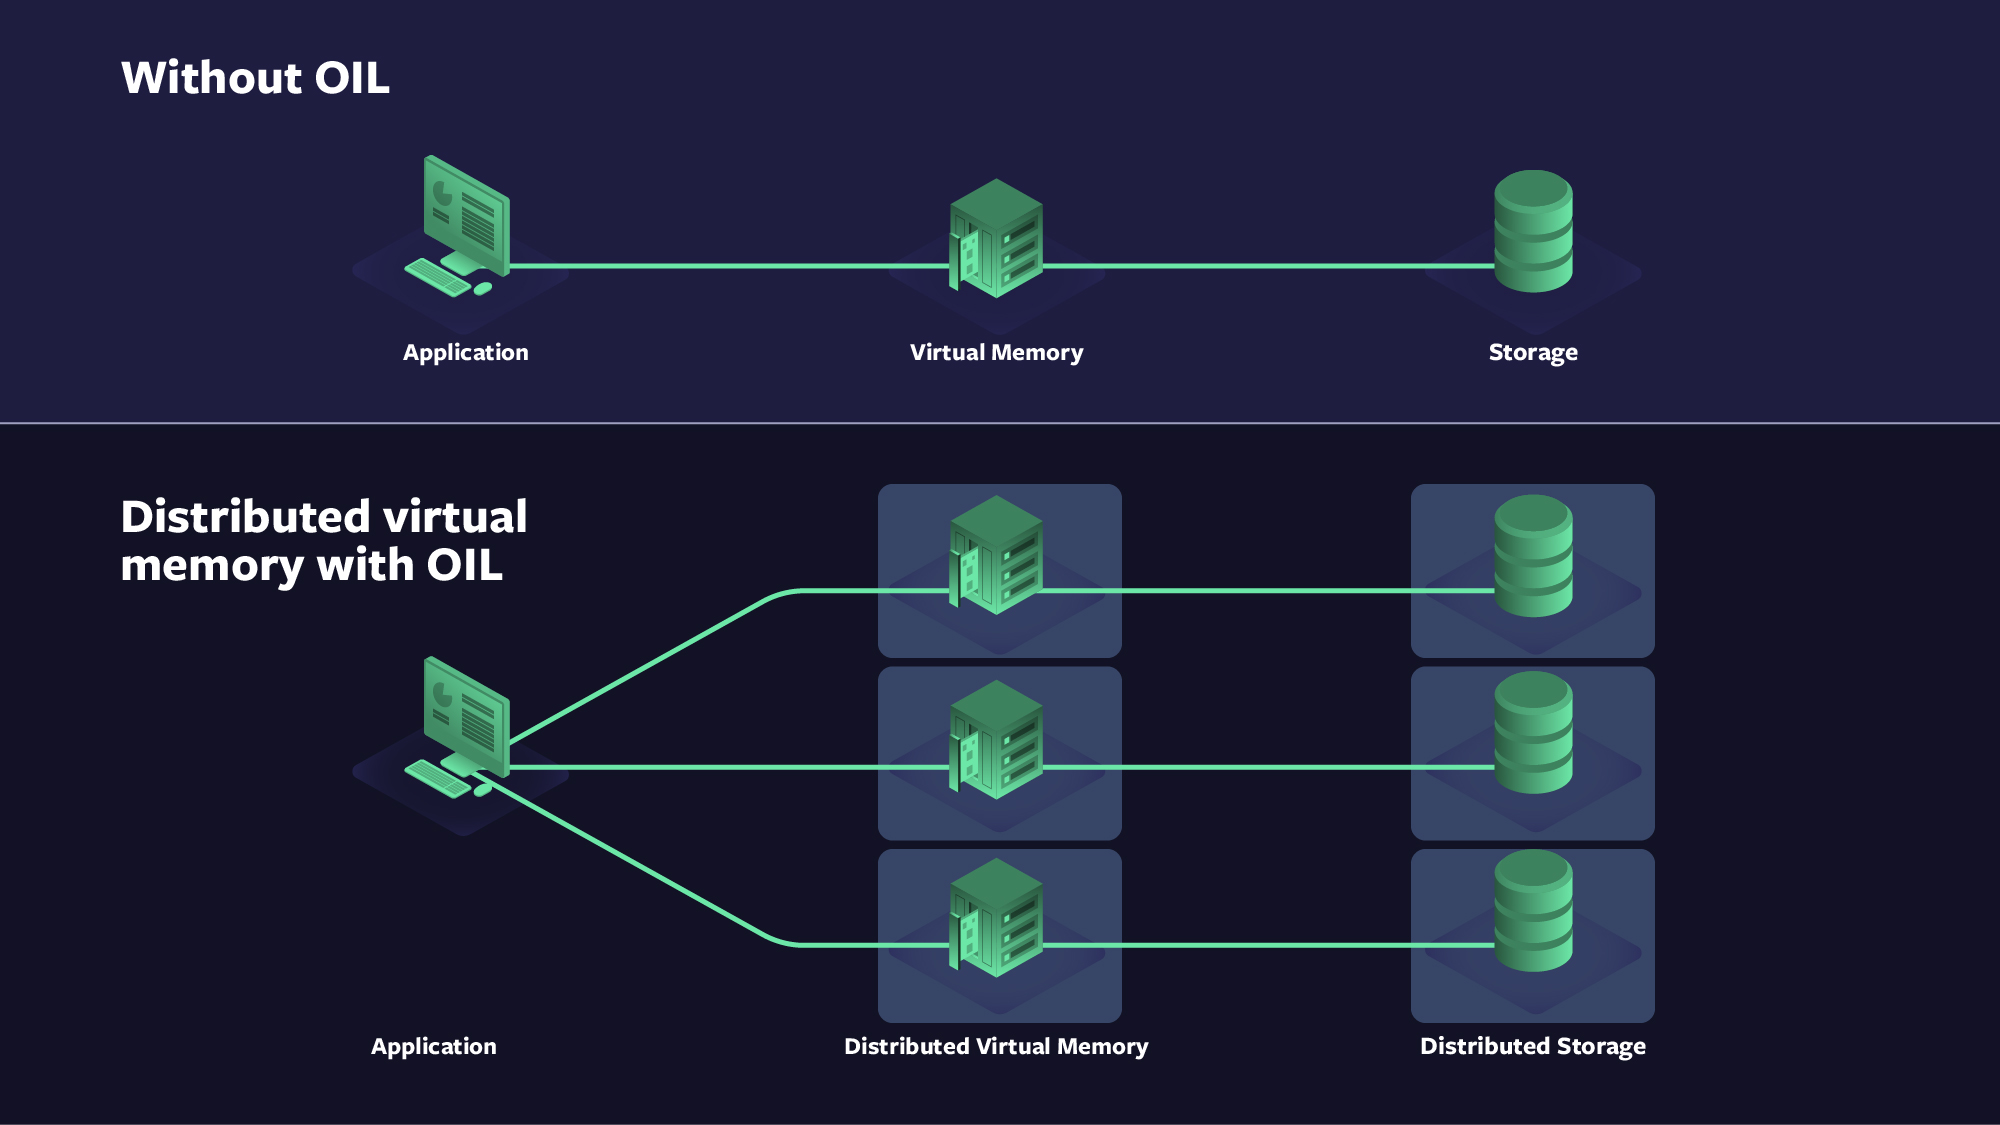 Without OIL
Application
Virtual Memory
Storage
Distributed virtual
memory with OIL
Application
Distributed Virtual Memory
Distributed Storage